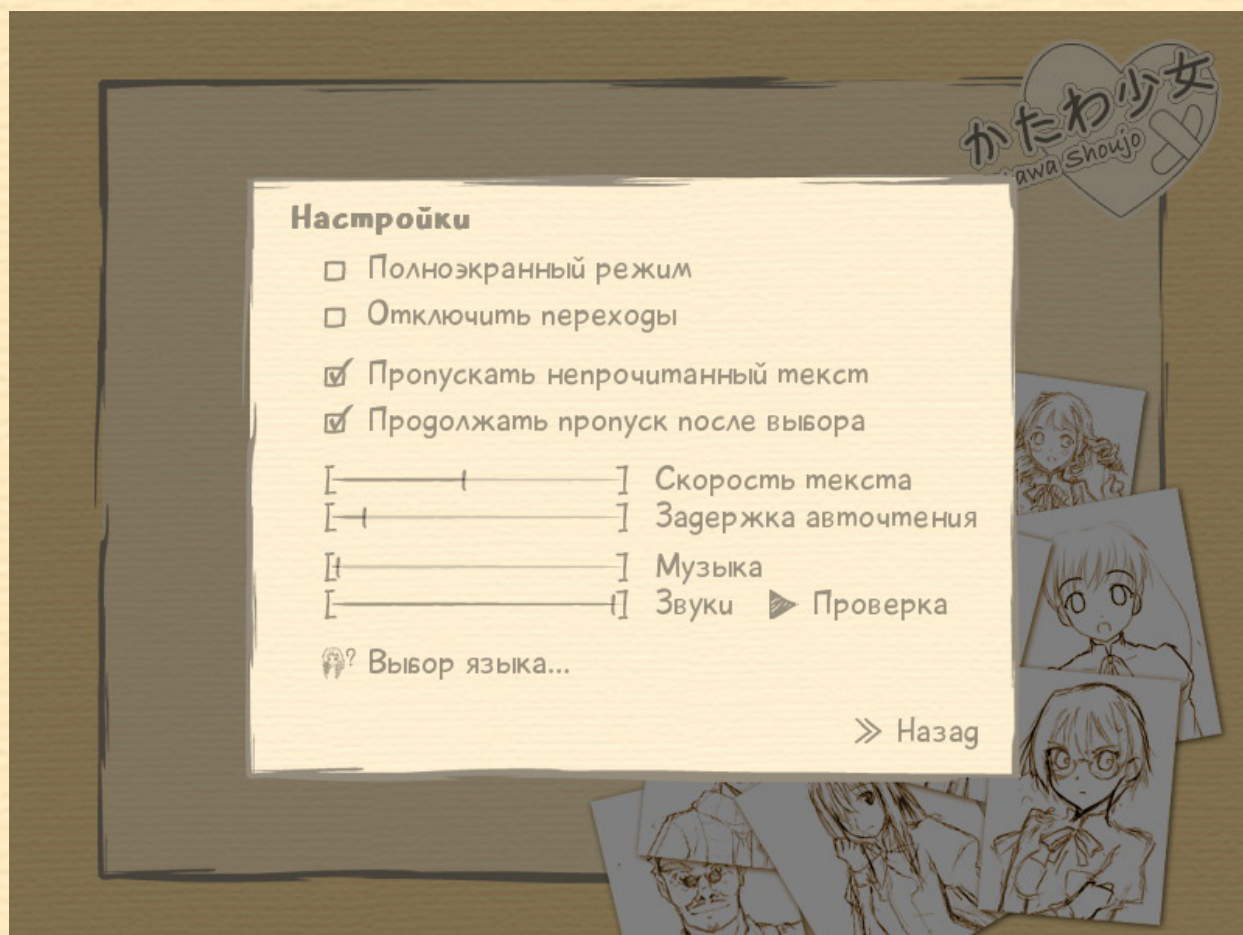 かたわ少女
awa Shoujo
Настройки
Полноэкранный режим
Отключить переходы
Пропускать непрочитанный текст
Продолжать пропуск после выбора
Скорость текста
Задержка авточтения
Музыка
Звуки Проверка
? Выбор языка...
>> Назад